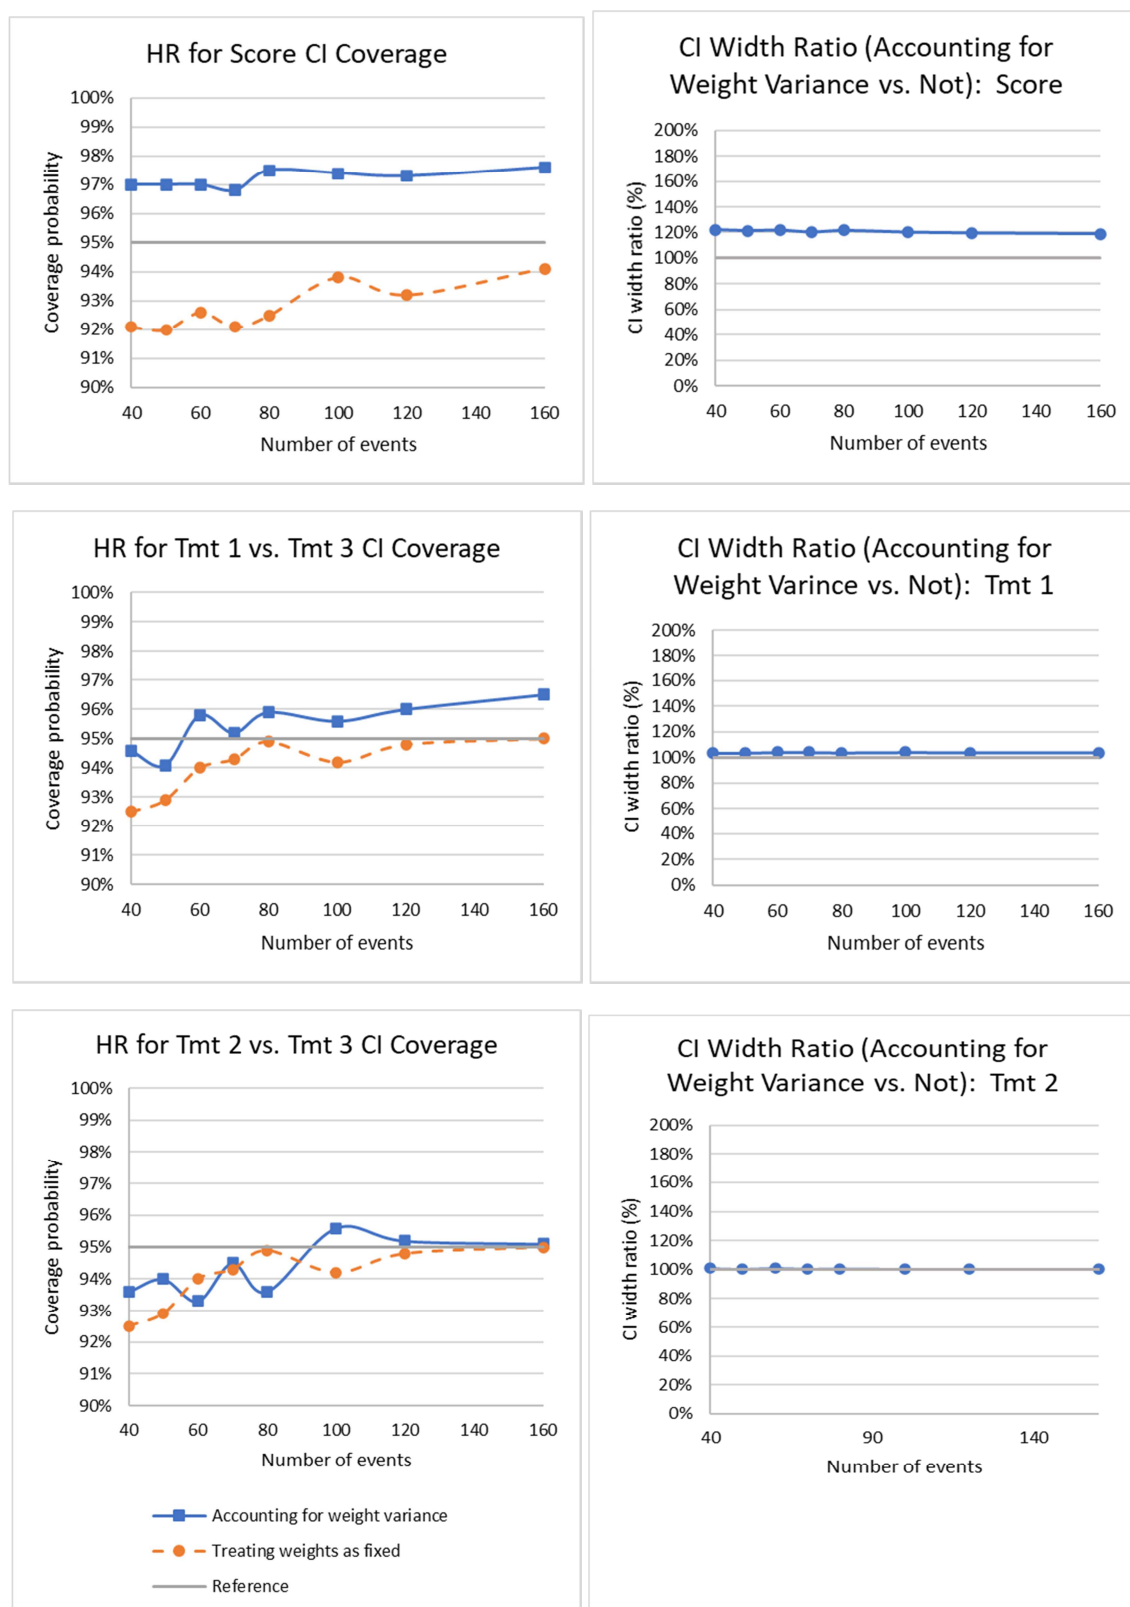 HR for Score CI Coverage
100%
99%
98%
97%
96%
95%
94%
93%
92%
91%
90%
Coverage probability
40 60 80 100 120 140 160
Number of events
CI Width Ratio (Accounting for
Weight Variance vs. Not): Score
200%
180%
160%
140%
120%
100%
80%
60%
40%
20%
0%
CI width ratio (%)
40 60 80 100 120 140 160
Number of events
HR for Tmt 1 vs. Tmt 3 CI Coverage
100%
99%
98%
97%
96%
95%
94%
93%
92%
91%
90%
Coverage probability
40 60 80 100 120 140 160
Number of events
CI Width Ratio (Accounting for
Weight Varince vs. Not): Tmt 1
200%
180%
160%
140%
120%
100%
80%
60%
40%
20%
0%
CI width ratio (%)
40 60 80 100 120 140 160
Number of events
HR for Tmt 2 vs. Tmt 3 CI Coverage
100%
99%
98%
97%
96%
95%
94%
93%
92%
91%
90%
Coverage probability
40 60 80 100 120 140 160
Number of events
CI Width Ratio (Accounting for
Weight Variance vs. Not): Tmt 2
200%
180%
160%
140%
120%
100%
80%
60%
40%
20%
0%
CI width ratio (%)
40 90 140
Number of events
Accounting for weight variance
Treating weights as fixed
Reference